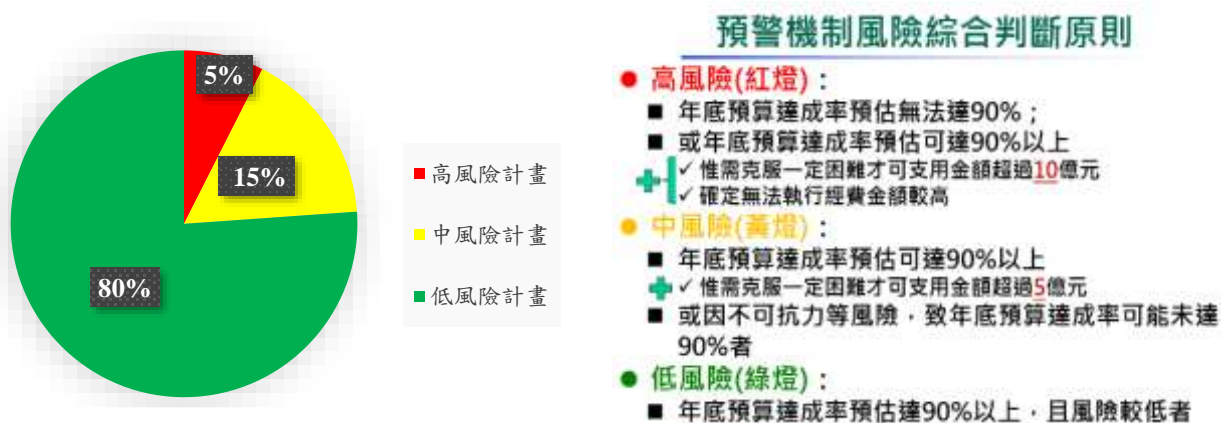 5%
15%
80%
高風險計畫
中風險計畫
低風險計畫
預警機制風險綜合判斷原則
● 高風險(紅燈)：
■ 年底預算達成率預估無法達90%；
■ 或年底預算達成率預估可達90%以上
✓ 惟需克服一定困難才可支用金額超過10億元
✓ 確定無法執行經費金額較高
● 中風險(黃燈)：
■ 年底預算達成率預估可達90%以上
✓ 惟需克服一定困難才可支用金額超過5億元
■ 或因不可抗力等風險，致年底預算達成率可能未達
90%者
● 低風險(綠燈)：
■ 年底預算達成率預估達90%以上，且風險較低者